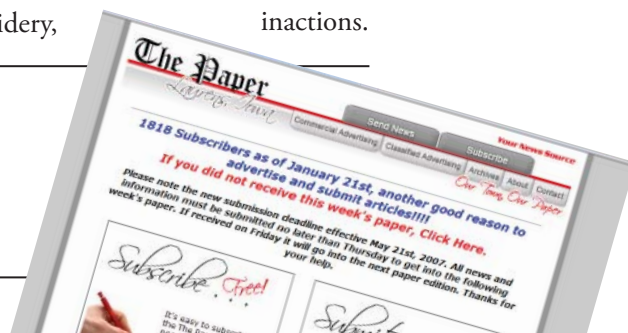 idery,
inactions.
The Paper
Laurens, Iowa
Send News
Subscribe
Your News Source
Commercial Advertising
Classified Advertising
Archives
About
Contact
Our Town, Our Paper
1818 Subscribers as of January 21st, another good reason to
advertise and submit articles!!!!
If you did not receive this week's paper, Click Here.
Please note the new submission deadline effective May 21st, 2007. All news and
information must be submitted no later than Thursday to get into the following
week's paper. If received on Friday it will go into the next paper edition. Thanks for
your help.
Subscribe... Free!
It's easy to
the The